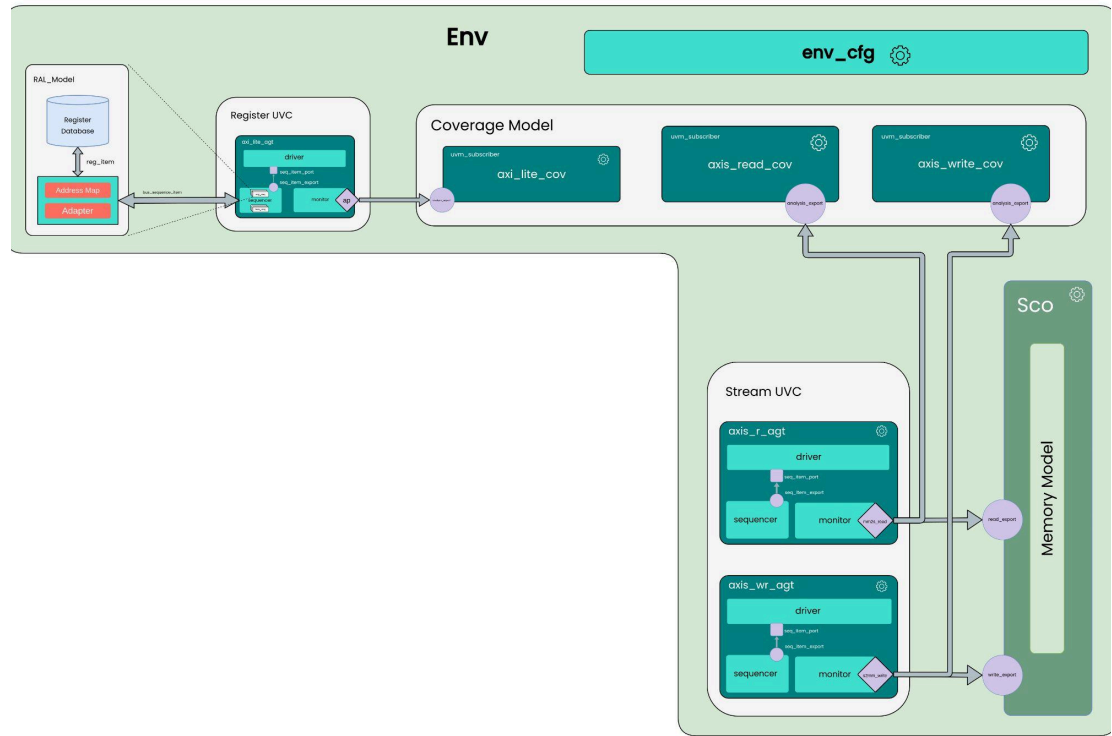 Env
env_cfg
RAL_Model
Register
Database
reg_item
Address Map
Adapter
bus_sequence_item
Register UVC
axi_lite_agt
driver
seq_item_port
seq_item_export
sequencer
monitor
ap
Coverage Model
uvm_subscriber
axi_lite_cov
uvm_subscriber
axis_read_cov
analysis_export
uvm_subscriber
axis_write_cov
analysis_export
Sco
Memory Model
read_export
write_export
Stream UVC
axis_r_agt
driver
seq_item_port
seq_item_export
sequencer
monitor
axis_wr_agt
driver
seq_item_port
seq_item_export
sequencer
monitor